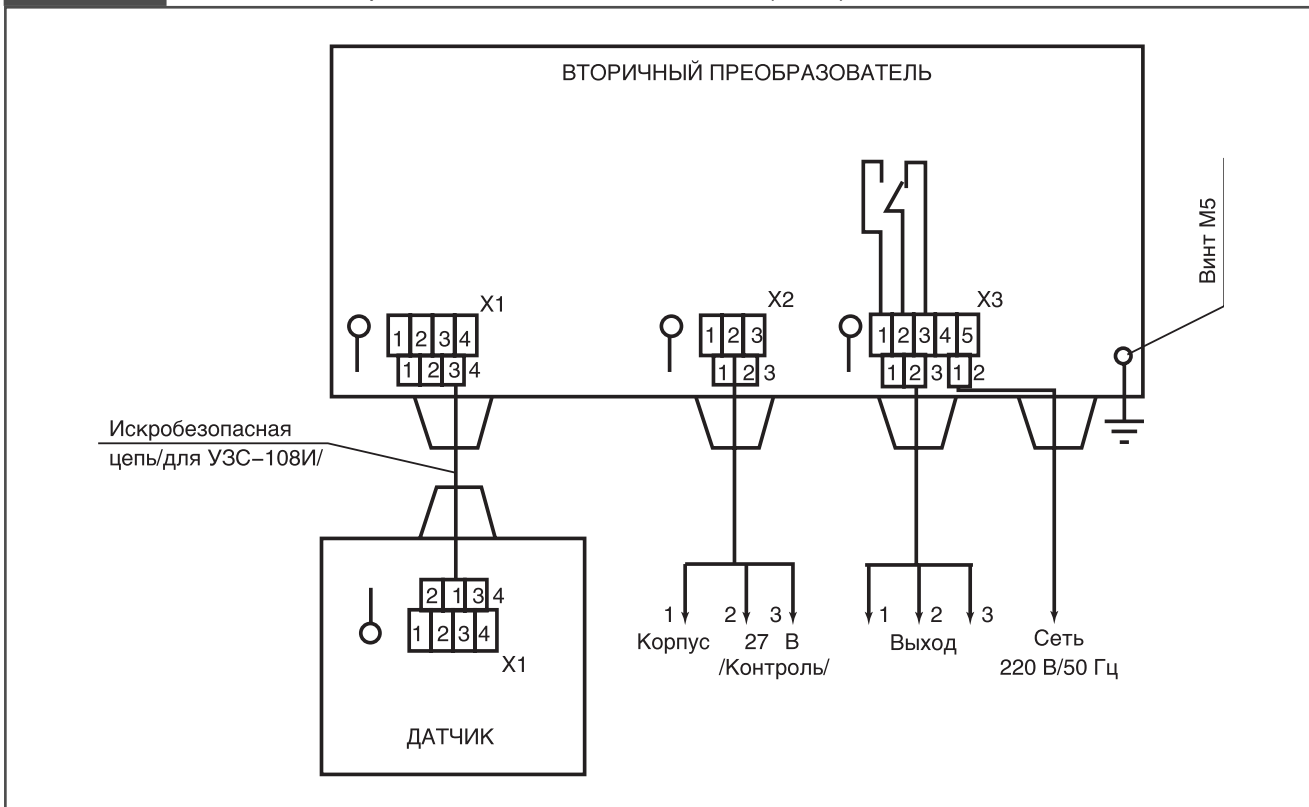 ВТОРИЧНЫЙ ПРЕОБРАЗОВАТЕЛЬ
Винт М5
X1
1 2 3 4
1 2 3 4
X2
1 2 3
1 2 3
X3
1 2 3 4 5
1 2 3 1 2
Искробезопасная
цепь/для УЗС–108И/
2 1 3 4
1 2 3 4
X1
ДАТЧИК
1 2 3
Корпус 27 В
/Контроль/
1 2 3
Выход
Сеть
220 В/50 Гц